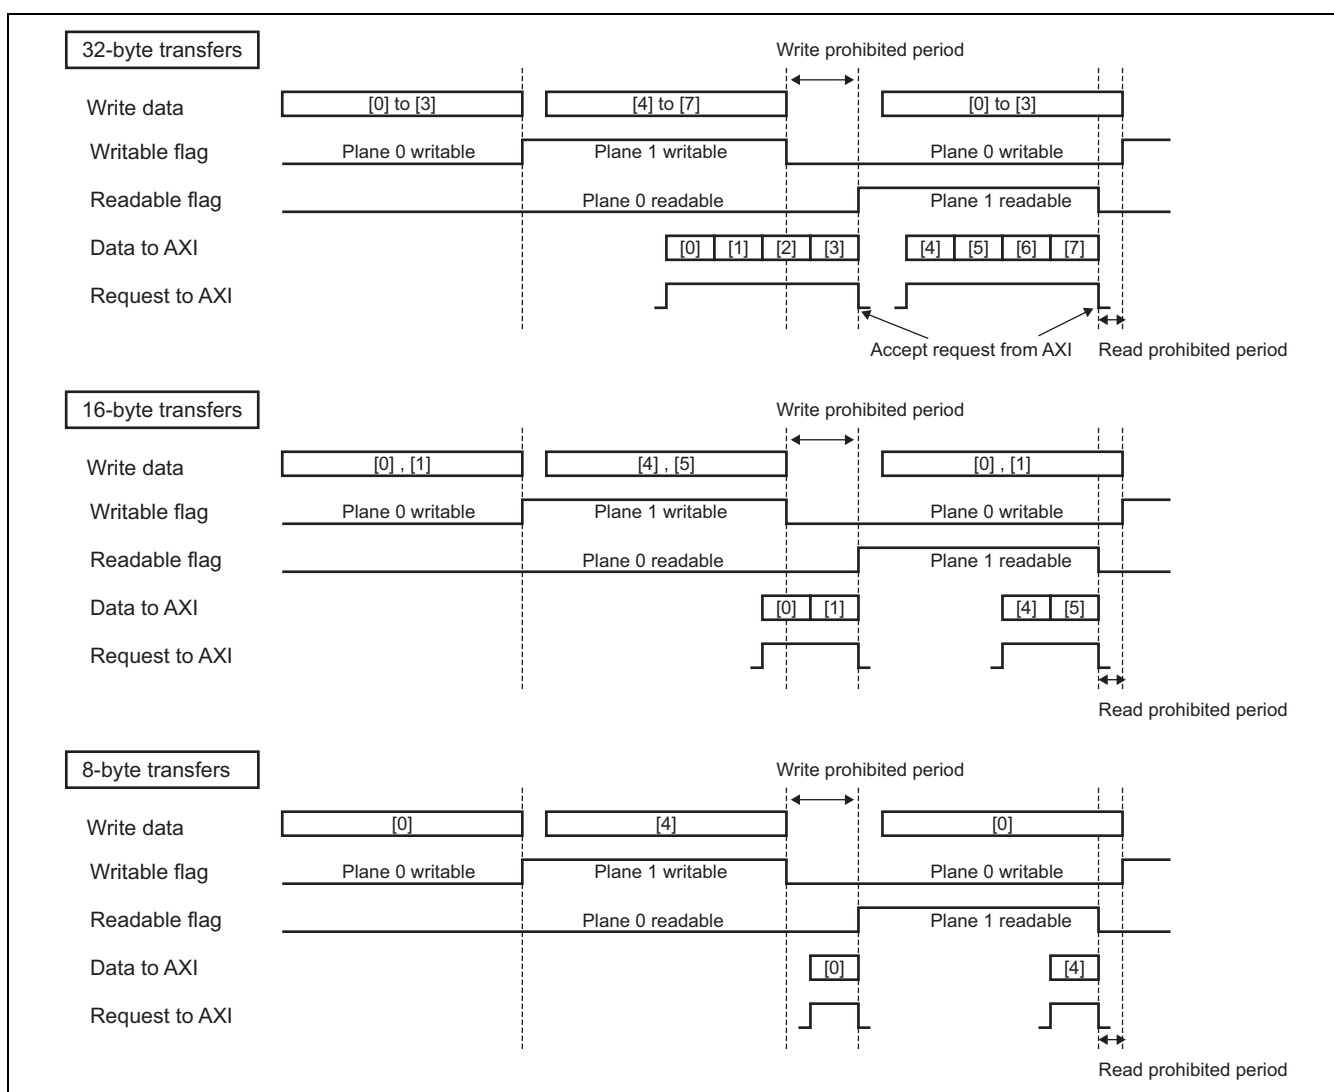 32-byte transfers
Write prohibited period
Write data [0] to [3] [4] to [7] [0] to [3]
Writable flag Plane 0 writable Plane 1 writable Plane 0 writable
Readable flag Plane 0 readable Plane 1 readable
Data to AXI [0] [1] [2] [3] [4] [5] [6] [7]
Request to AXI
Accept request from AXI Read prohibited period
16-byte transfers
Write prohibited period
Write data [0] , [1] [4] , [5] [0] , [1]
Writable flag Plane 0 writable Plane 1 writable Plane 0 writable
Readable flag Plane 0 readable Plane 1 readable
Data to AXI [0] [1] [4] [5]
Request to AXI
Read prohibited period
8-byte transfers
Write prohibited period
Write data [0] [4] [0]
Writable flag Plane 0 writable Plane 1 writable Plane 0 writable
Readable flag Plane 0 readable Plane 1 readable
Data to AXI [0] [4]
Request to AXI
Read prohibited period